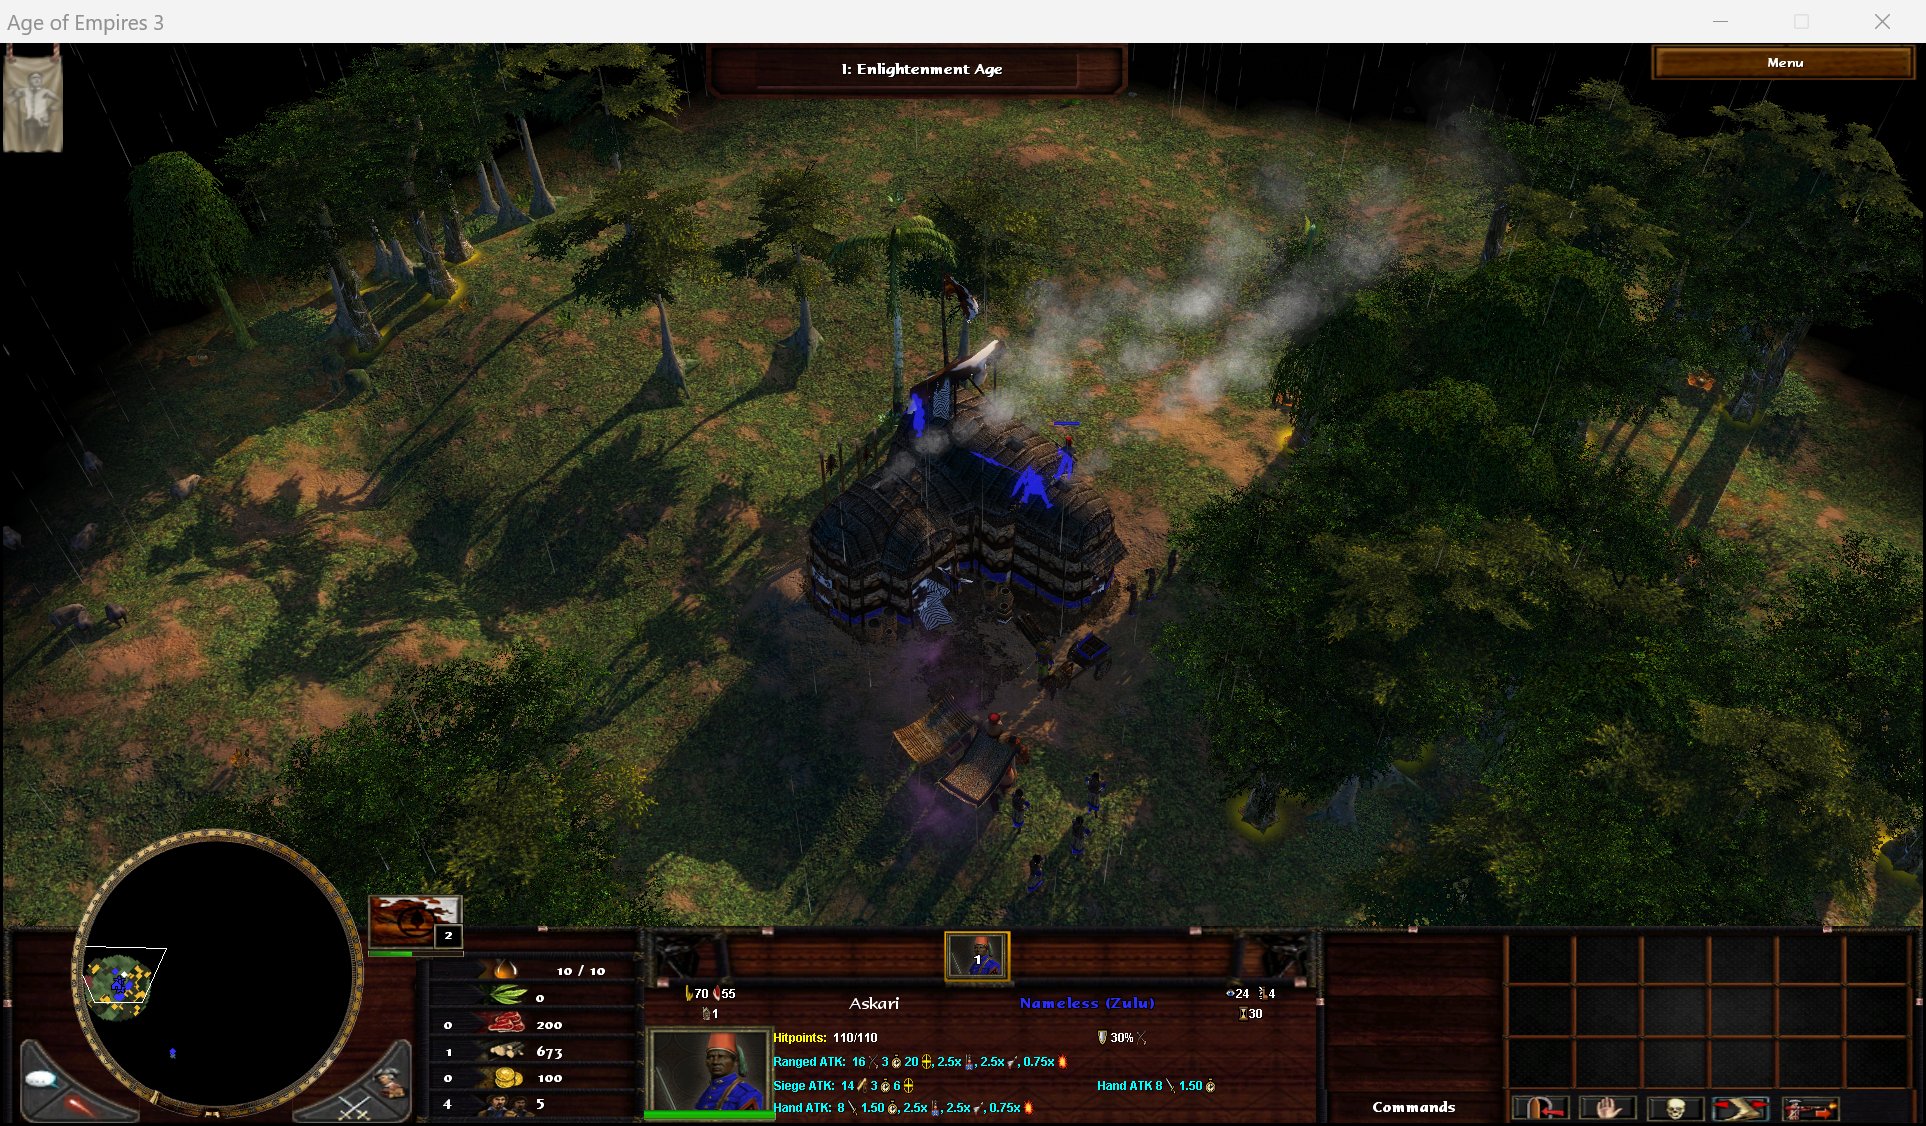 Age of Empires 3
1: Enlightenment Age
Menu
2
10 / 10
0
0 200
1 673
0 100
4 5
1
70 55
1
Askari
Nameless (Zulu)
24 4
30
Hitpoints: 110/110
30%
Ranged ATK: 16 3 20 , 2.5x , 2.5x , 0.75x
Siege ATK: 14 3 6
Hand ATK 8 1.50
Hand ATK: 8 1.50 , 2.5x , 2.5x , 0.75x
Commands